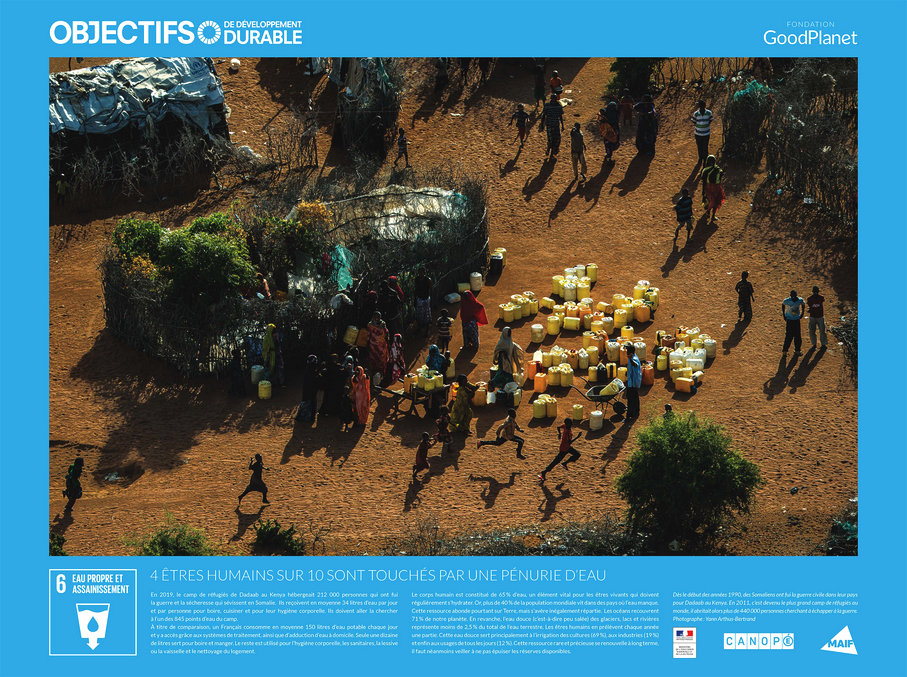 OBJECTIFS
DE DÉVELOPPEMENT
DURABLE
FONDATION
GoodPlanet
6 EAU PROPRE ET
ASSAINISSEMENT
4 ÊTRES HUMAINS SUR 10 SONT TOUCHÉS PAR UNE PÉNURIE D'EAU
En 2019, le camp de réfugiés de Dadaab au Kenya hébergeait 212 000 personnes qui ont fui
la guerre et la sécheresse qui sévissent en Somalie. Ils reçoivent en moyenne 34 litres d'eau par jour
et par personne pour boire, cuisiner et pour leur hygiène corporelle. Ils doivent aller la chercher
à l'un des 845 points d'eau du camp.
À titre de comparaison, un Français consomme en moyenne 150 litres d'eau potable chaque jour
et y a accès grâce aux systèmes de traitement, ainsi que d'adduction d'eau à domicile. Seule une dizaine
de litres sert pour boire et manger. Le reste est utilisé pour l'hygiène corporelle, les sanitaires, la lessive
ou la vaisselle et le nettoyage du logement.
Le corps humain est constitué de 65 % d'eau, un élément vital pour les êtres vivants qui doivent
régulièrement s'hydrater. Or, plus de 40 % de la population mondiale vit dans des pays où l'eau manque.
Cette ressource abonde pourtant sur Terre, mais s'avère inégalement répartie. Les océans recouvrent
71 % de notre planète. En revanche, l'eau douce (c'est-à-dire peu salée) des glaciers, lacs et rivières
représente moins de 2,5 % du total de l'eau terrestre. Les êtres humains en prélèvent chaque année
une partie. Cette eau douce sert principalement à l'irrigation des cultures (69 %), aux industries (19 %)
et enfin aux usages de tous les jours (12 %). Cette ressource rare et précieuse se renouvelle à long terme,
il faut néanmoins veiller à ne pas épuiser les réserves disponibles.
Dès le début des années 1990, des Somaliens ont fui la guerre civile dans leur pays
pour Dadaab au Kenya. En 2011, c'est devenu le plus grand camp de réfugiés au
monde, il abritait alors plus de 440 000 personnes cherchant à échapper à la guerre.
Photographe : Yann Arthus-Bertrand
CANOPÉ
MAIF